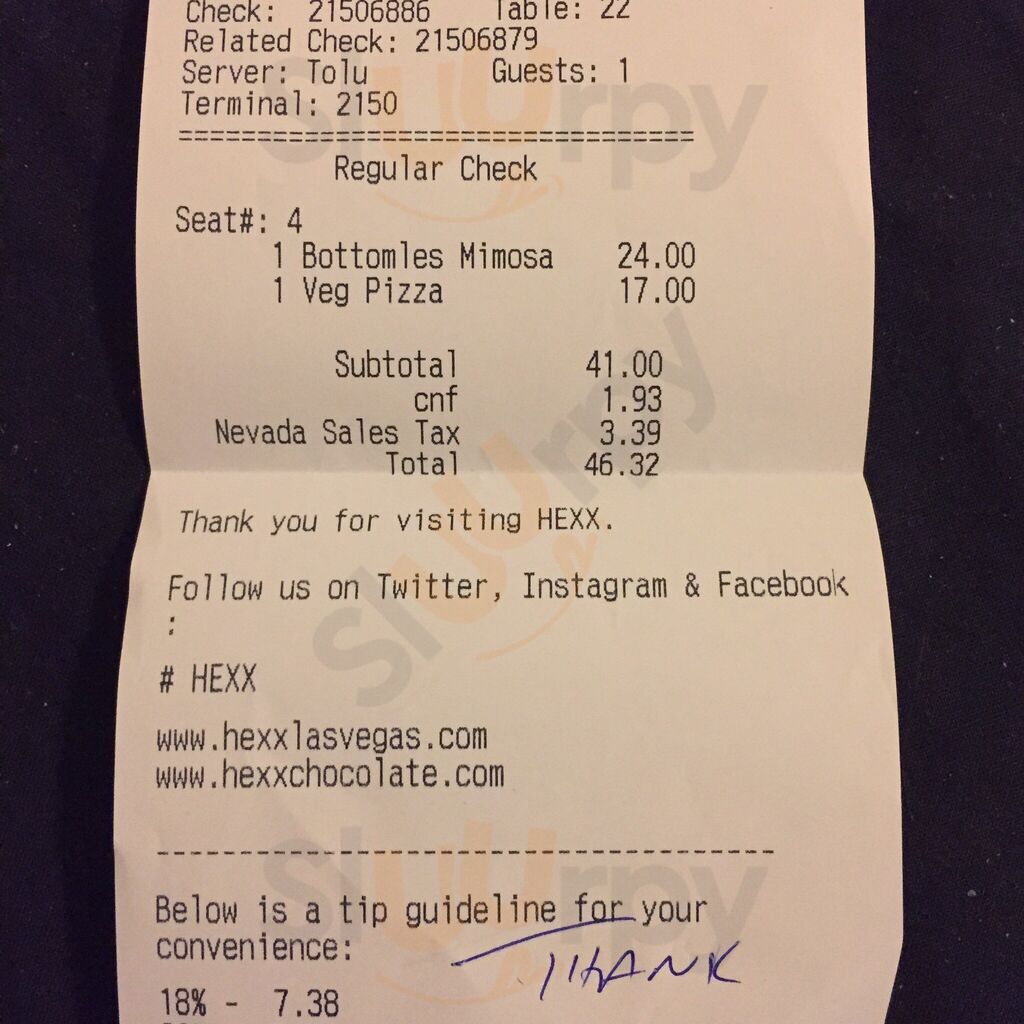 Check: 21506886 Table: 22
Related Check: 21506879
Server: Tolu Guests: 1
Terminal: 2150
=================================
Regular Check
Seat#: 4
1 Bottomles Mimosa 24.00
1 Veg Pizza 17.00
Subtotal 41.00
cnf 1.93
Nevada Sales Tax 3.39
Total 46.32
Thank you for visiting HEXX.
Follow us on Twitter, Instagram & Facebook
:
# HEXX
www.hexxlasvegas.com
www.hexxchocolate.com
-------------------------------------
Below is a tip guideline for your
convenience:
THANK
18% - 7.38
Sluurpy
Sluurpy
Sluurpy